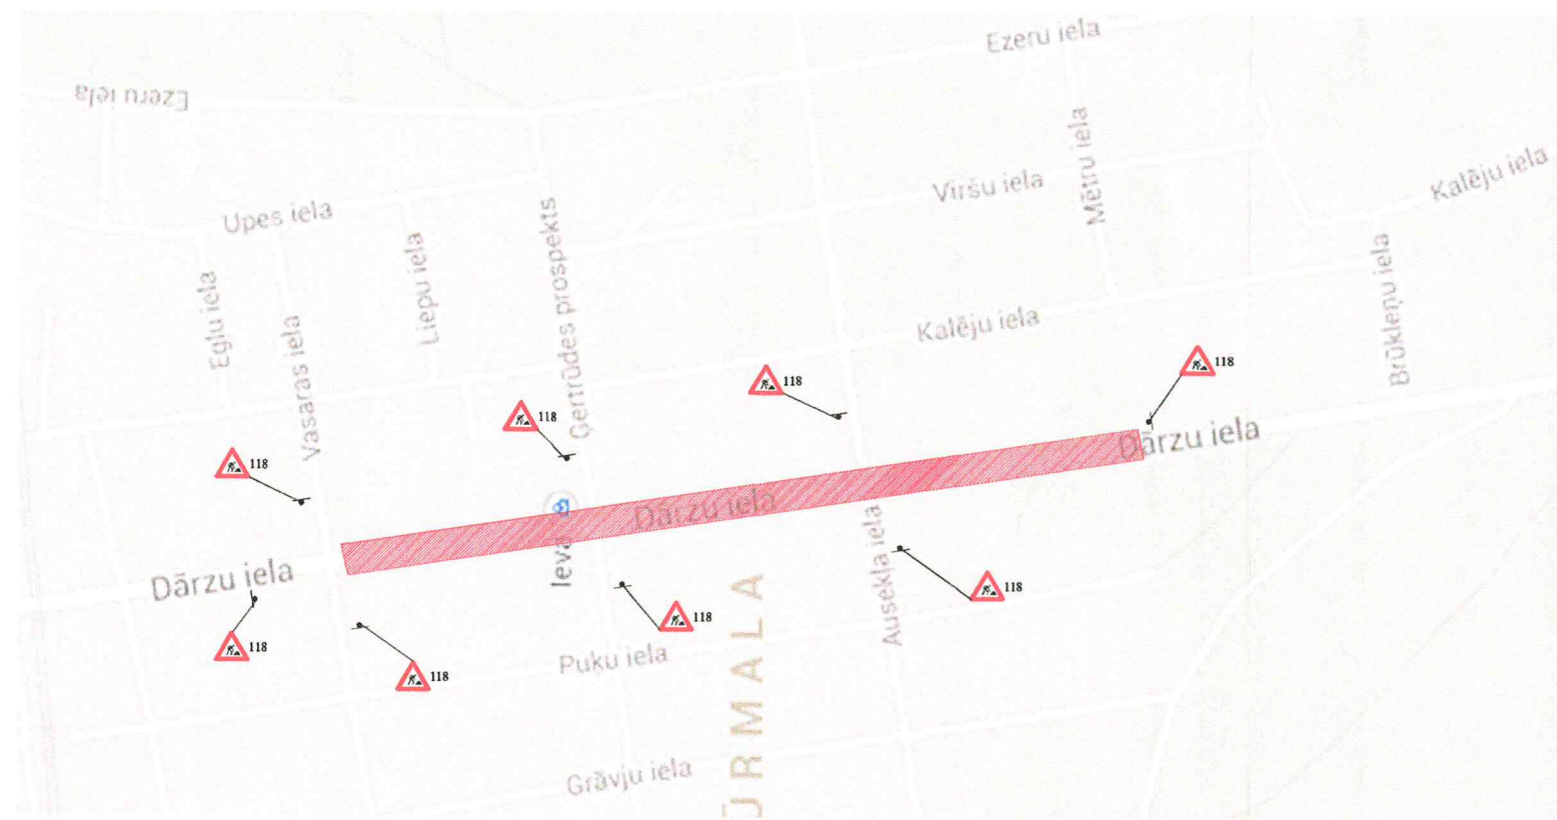 Ezeru iela
Ezeru iela
Mētru iela
Viršu iela
Kalēju iela
Upes iela
Ģertrūdes prospekts
Liepu iela
Egļu iela
Vasaras iela
Kalēju iela
Brūkleņu iela
118
118
118
118
Dārzu iela
Dārzu iela
Ieva
Dārzu iela
Ausekļa iela
118
118
118
118
Puķu iela
ŪRMALA
Grāvju iela